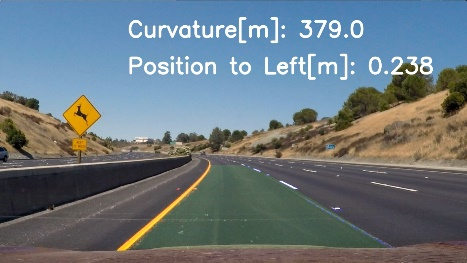 Curvature[m]: 379.0
Position to Left[m]: 0.238